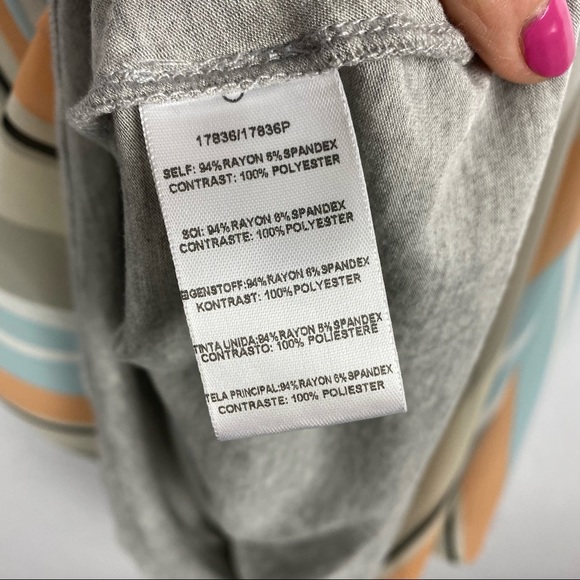 17836/17836P
SELF: 94%RAYON 6%SPANDEX
CONTRAST: 100% POLYESTER
SOI: 94%RAYON 6%SPANDEX
CONTRASTE: 100% POLYESTER
EIGENSTOFF:94%RAYON 6%SPANDEX
KONTRAST: 100% POLYESTER
TINTA UNIDA:94%RAYON 6%SPANDEX
CONTRASTO: 100% POLIESTERE
TELA PRINCIPAL:94%RAYON 6%SPANDEX
CONTRASTE: 100% POLIESTER